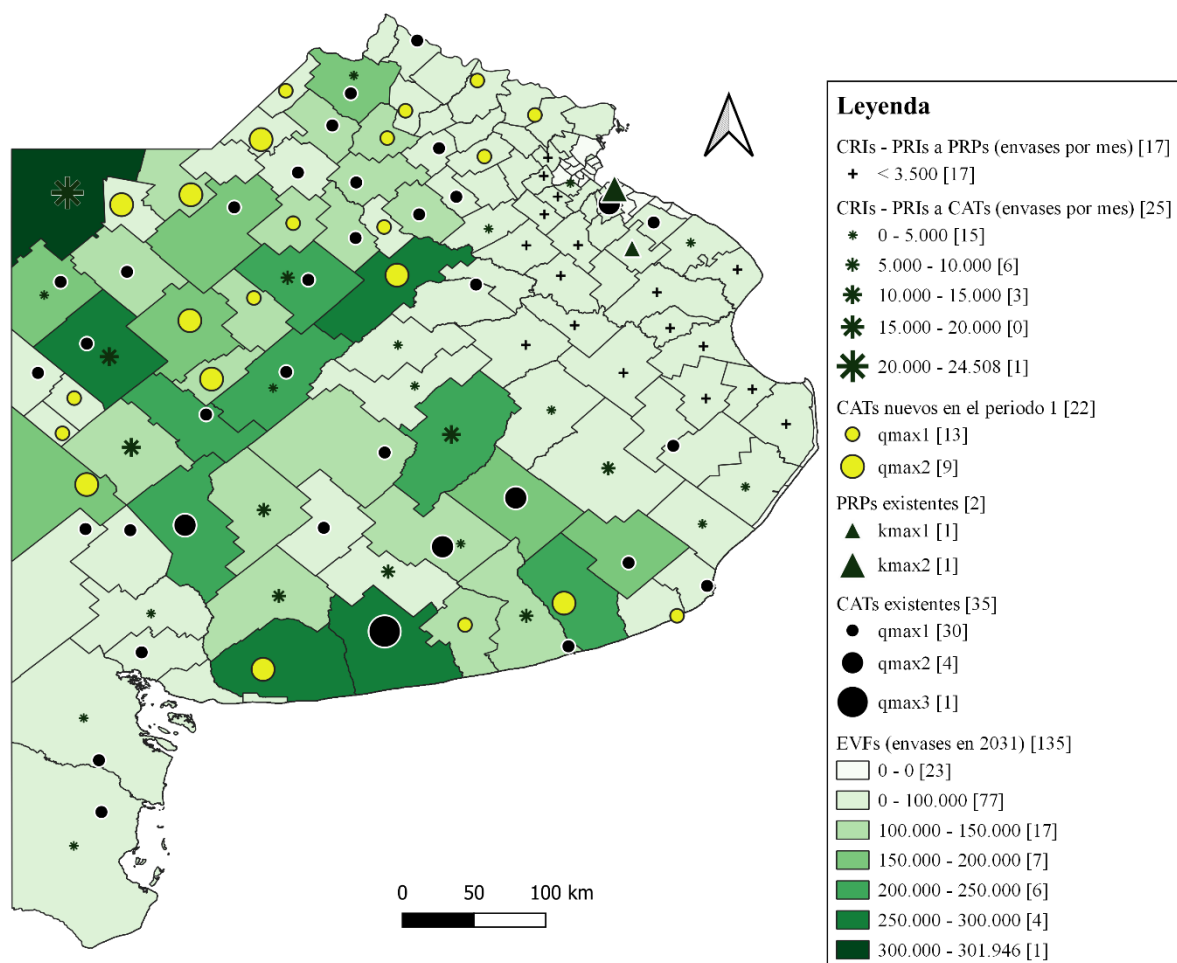 Leyenda
CRIs - PRIs a PRPs (envases por mes) [17
< 3.500 [17]
CRIs - PRIs a CATs (envases por mes) [25
0 - 5.000 [15]
5.000 - 10.000 [6]
10.000 - 15.000 [3]
15.000 - 20.000 [0]
20.000 - 24.508 [1]
CATs nuevos en el periodo 1 [22]
qmax1 [13]
qmax2 [9]
PRPs existentes [2]
kmax1 [1]
kmax2 [1]
CATs existentes [35]
qmax1 [30]
qmax2 [4]
qmax3 [1]
EVFs (envases en 2031) [135]
0 - 0 [23]
0 - 100.000 [77]
100.000 - 150.000 [17]
150.000 - 200.000 [7]
200.000 - 250.000 [6]
250.000 - 300.000 [4]
300.000 - 301.946 [1]
0 50 100 km